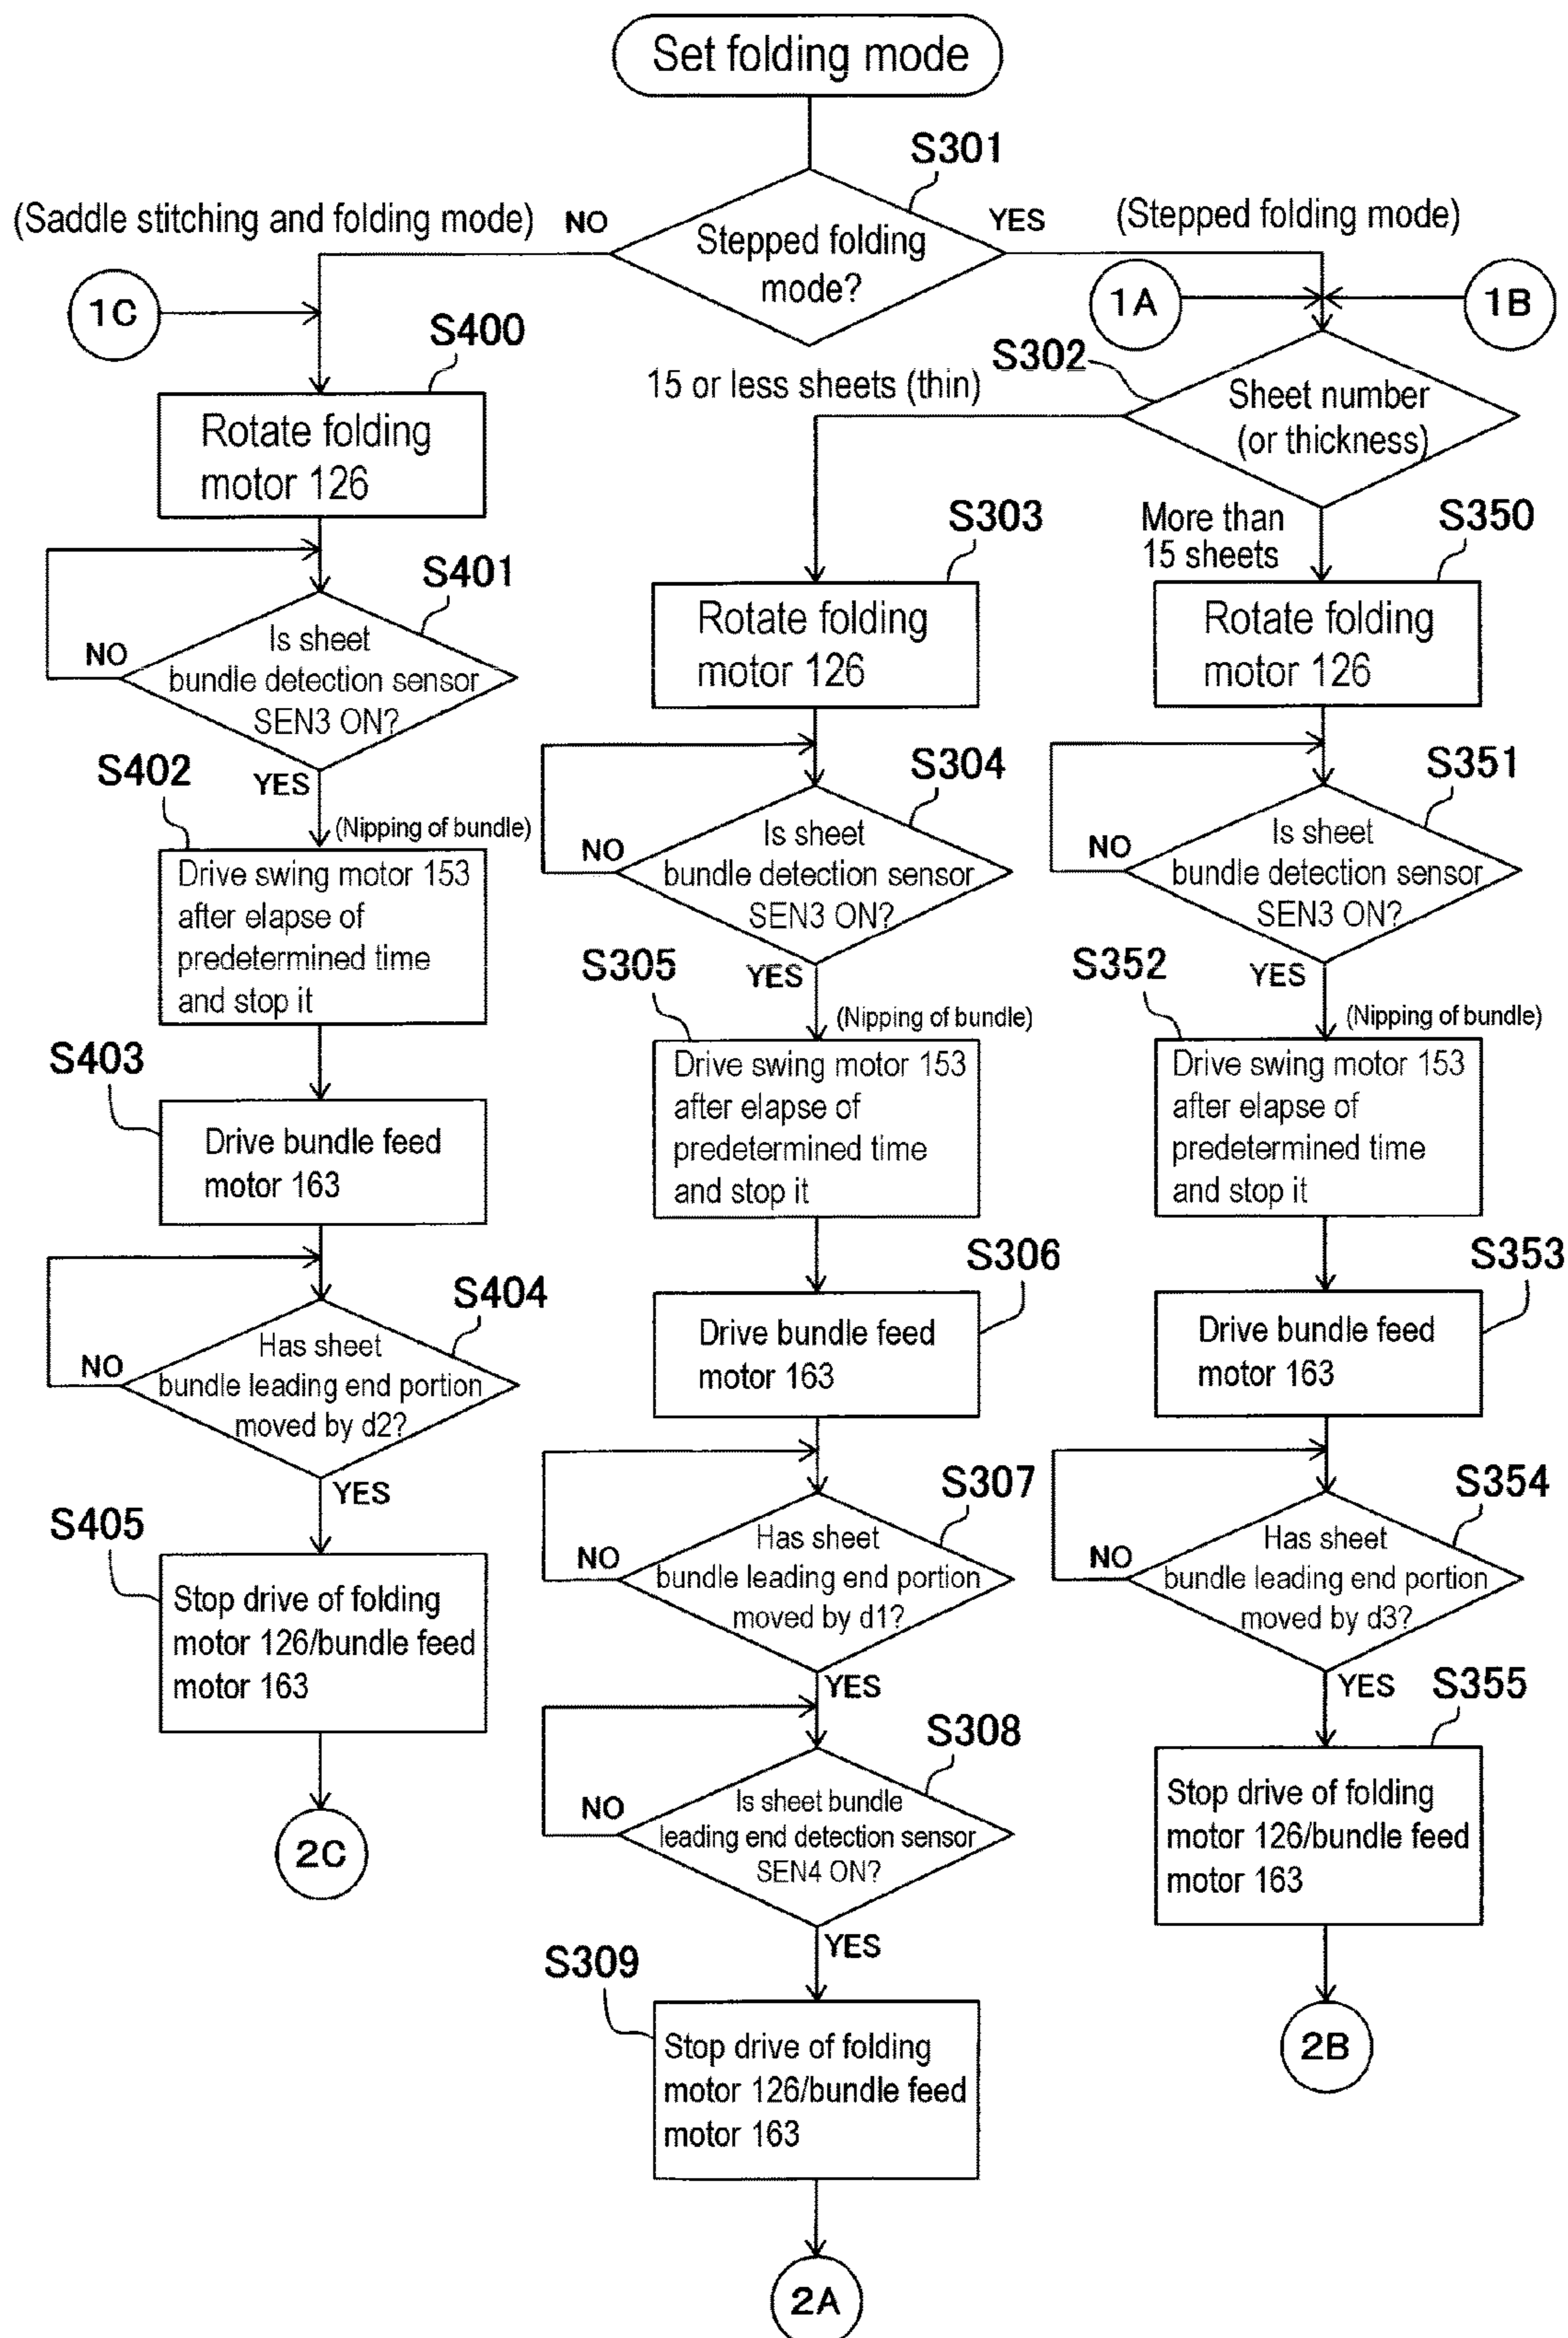 Set folding mode
S301
(Saddle stitching and folding mode)
NO
Stepped folding
mode?
YES
(Stepped folding mode)
1C
1A
1B
S400
Rotate folding
motor 126
S401
Is sheet
bundle detection sensor
SEN3 ON?
NO
YES
S402
(Nipping of bundle)
Drive swing motor 153
after elapse of
predetermined time
and stop it
S403
Drive bundle feed
motor 163
S404
Has sheet
bundle leading end portion
moved by d2?
NO
YES
S405
Stop drive of folding
motor 126/bundle feed
motor 163
2C
S302
Sheet number
(or thickness)
15 or less sheets (thin)
S303
Rotate folding
motor 126
S304
Is sheet
bundle detection sensor
SEN3 ON?
NO
YES
S305
(Nipping of bundle)
Drive swing motor 153
after elapse of
predetermined time
and stop it
S306
Drive bundle feed
motor 163
S307
Has sheet
bundle leading end portion
moved by d1?
NO
YES
S308
Is sheet bundle
leading end detection sensor
SEN4 ON?
NO
YES
S309
Stop drive of folding
motor 126/bundle feed
motor 163
2A
More than
15 sheets
S350
Rotate folding
motor 126
S351
Is sheet
bundle detection sensor
SEN3 ON?
NO
YES
S352
(Nipping of bundle)
Drive swing motor 153
after elapse of
predetermined time
and stop it
S353
Drive bundle feed
motor 163
S354
Has sheet
bundle leading end portion
moved by d3?
NO
YES
S355
Stop drive of folding
motor 126/bundle feed
motor 163
2B